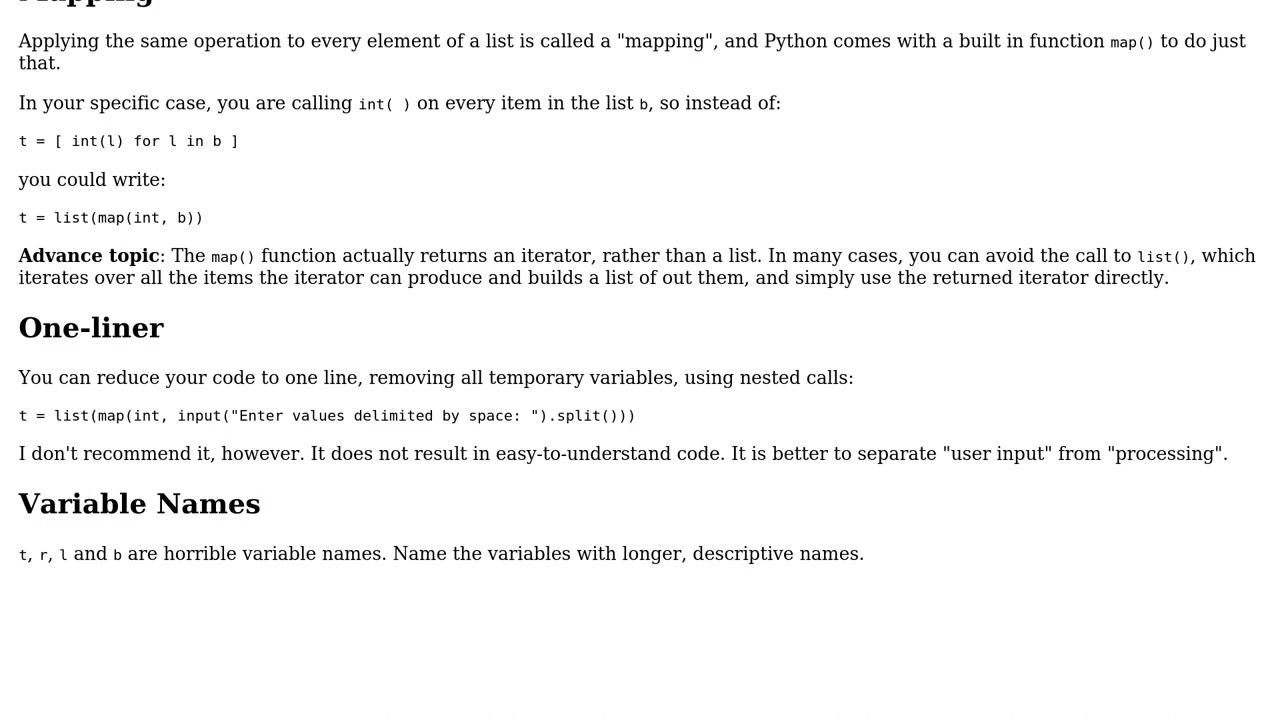 Mapping
Applying the same operation to every element of a list is called a "mapping", and Python comes with a built in function map() to do just
that.
In your specific case, you are calling int( ) on every item in the list b, so instead of:
t = [ int(l) for l in b ]
you could write:
t = list(map(int, b))
Advance topic: The map() function actually returns an iterator, rather than a list. In many cases, you can avoid the call to list(), which
iterates over all the items the iterator can produce and builds a list of out them, and simply use the returned iterator directly.
One-liner
You can reduce your code to one line, removing all temporary variables, using nested calls:
t = list(map(int, input("Enter values delimited by space: ").split()))
I don't recommend it, however. It does not result in easy-to-understand code. It is better to separate "user input" from "processing".
Variable Names
t, r, l and b are horrible variable names. Name the variables with longer, descriptive names.